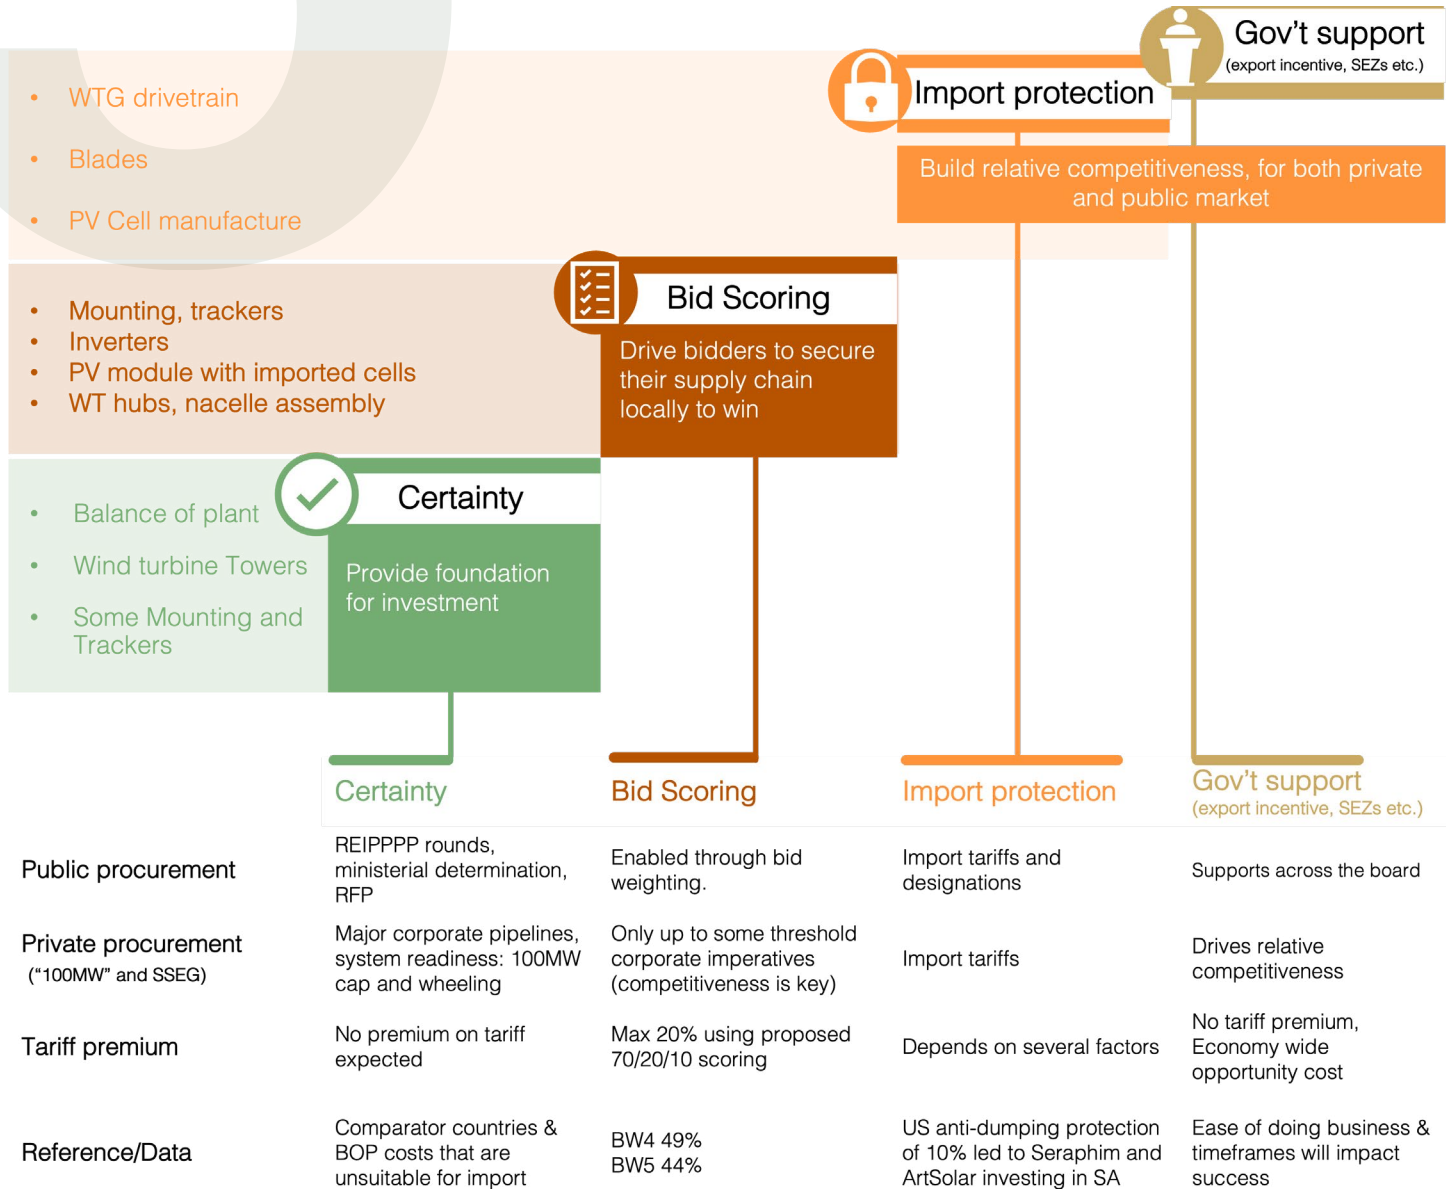 Gov't support
(export incentive, SEZs etc.)
Import protection
• WTG drivetrain
• Blades
• PV Cell manufacture
Build relative competitiveness, for both private
and public market
Bid Scoring
Drive bidders to secure
their supply chain
locally to win
• Mounting, trackers
• Inverters
• PV module with imported cells
• WT hubs, nacelle assembly
Certainty
Provide foundation
for investment
• Balance of plant
• Wind turbine Towers
• Some Mounting and
Trackers
Certainty
Bid Scoring
Import protection
Gov't support
(export incentive, SEZs etc.)
Public procurement
REIPPPP rounds,
ministerial determination,
RFP
Enabled through bid
weighting.
Import tariffs and
designations
Supports across the board
Private procurement
("100MW" and SSEG)
Major corporate pipelines,
system readiness: 100MW
cap and wheeling
Only up to some threshold
corporate imperatives
(competitiveness is key)
Import tariffs
Drives relative
competitiveness
Tariff premium
No premium on tariff
expected
Max 20% using proposed
70/20/10 scoring
Depends on several factors
No tariff premium,
Economy wide
opportunity cost
Reference/Data
Comparator countries &
BOP costs that are
unsuitable for import
BW4 49%
BW5 44%
US anti-dumping protection
of 10% led to Seraphim and
ArtSolar investing in SA
Ease of doing business &
timeframes will impact
success